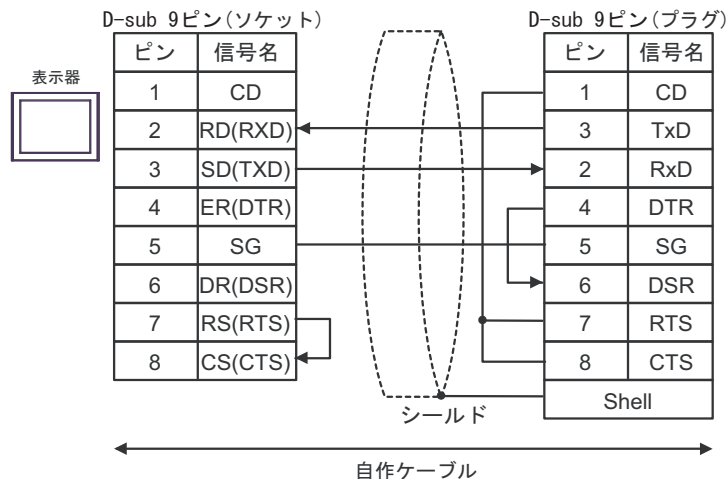 D-sub 9ピン(ソケット)
D-sub 9ピン(プラグ)
表示器
ピン 信号名
1 CD
2 RD(RXD)
3 SD(TXD)
4 ER(DTR)
5 SG
6 DR(DSR)
7 RS(RTS)
8 CS(CTS)
ピン 信号名
1 CD
3 TxD
2 RxD
4 DTR
5 SG
6 DSR
7 RTS
8 CTS
Shell
シールド
自作ケーブル